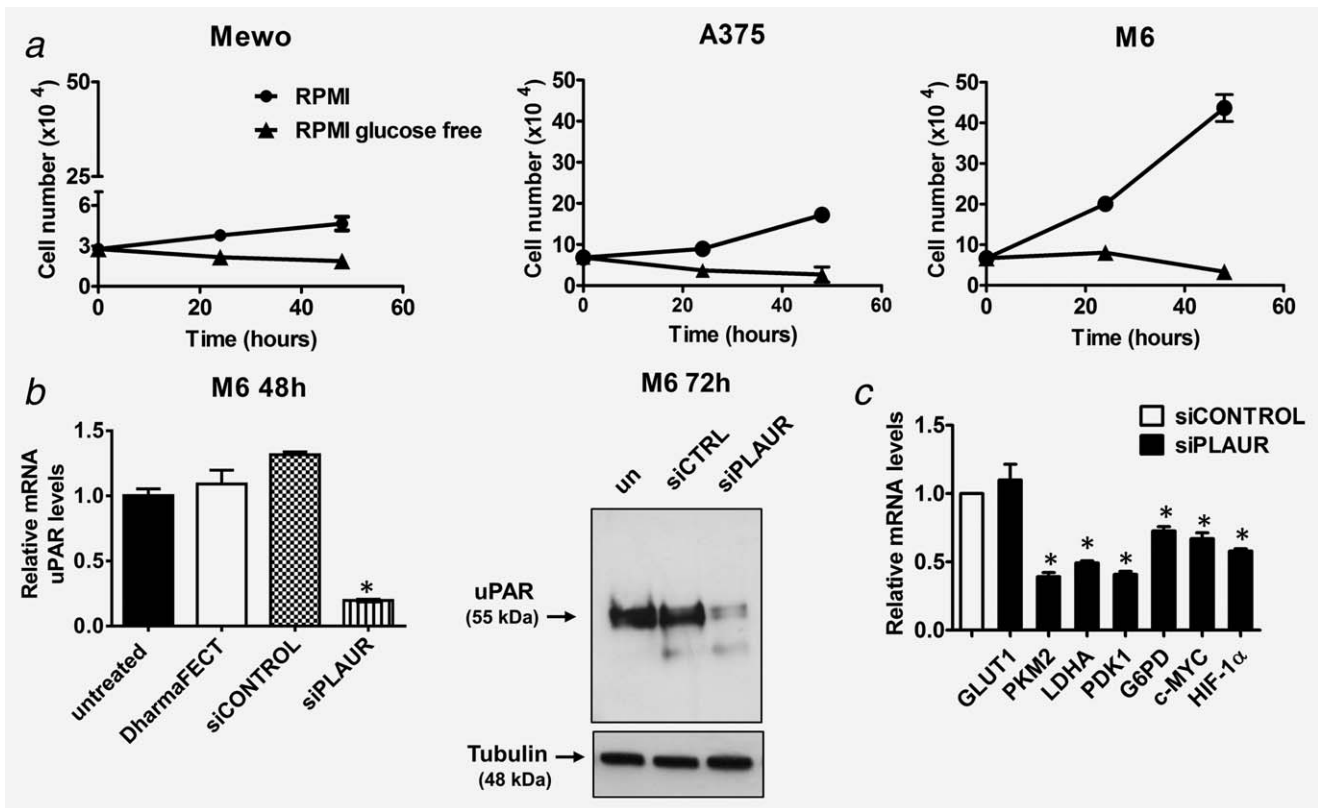 a
Mewo
Cell number (x10 4)
50
25
6
3
0
0
20
40
60
Time (hours)
RPMI
RPMI glucose free
A375
Cell number (x10 4)
50
40
30
20
10
0
0
20
40
60
Time (hours)
M6
Cell number (x10 4)
50
40
30
20
10
0
0
20
40
60
Time (hours)
b
M6 48h
Relative mRNA
uPAR levels
1.5
1.0
0.5
0.0
*
untreated
DharmaFECT
siCONTROL
siPLAUR
M6 72h
un
siCTRL
siPLAUR
uPAR
(55 kDa)
Tubulin
(48 kDa)
c
siCONTROL
siPLAUR
Relative mRNA levels
1.5
1.0
0.5
0.0
* * * * * *
GLUT1
PKM2
LDHA
PDK1
G6PD
c-MYC
HIF-1α